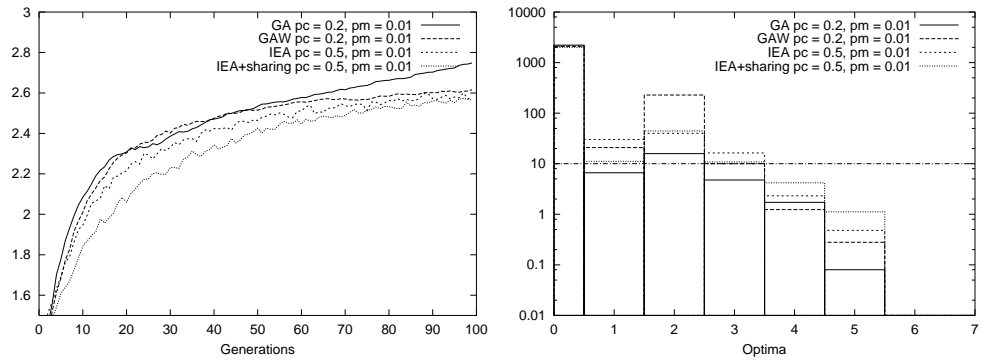 3
2.8
2.6
2.4
2.2
2
1.8
1.6
GA pc = 0.2, pm = 0.01
GAW pc = 0.2, pm = 0.01
IEA pc = 0.5, pm = 0.01
IEA+sharing pc = 0.5, pm = 0.01
0 10 20 30 40 50 60 70 80 90 100
Generations
10000
1000
100
10
1
0.1
0.01
GA pc = 0.2, pm = 0.01
GAW pc = 0.2, pm = 0.01
IEA pc = 0.5, pm = 0.01
IEA+sharing pc = 0.5, pm = 0.01
0 1 2 3 4 5 6 7
Optima